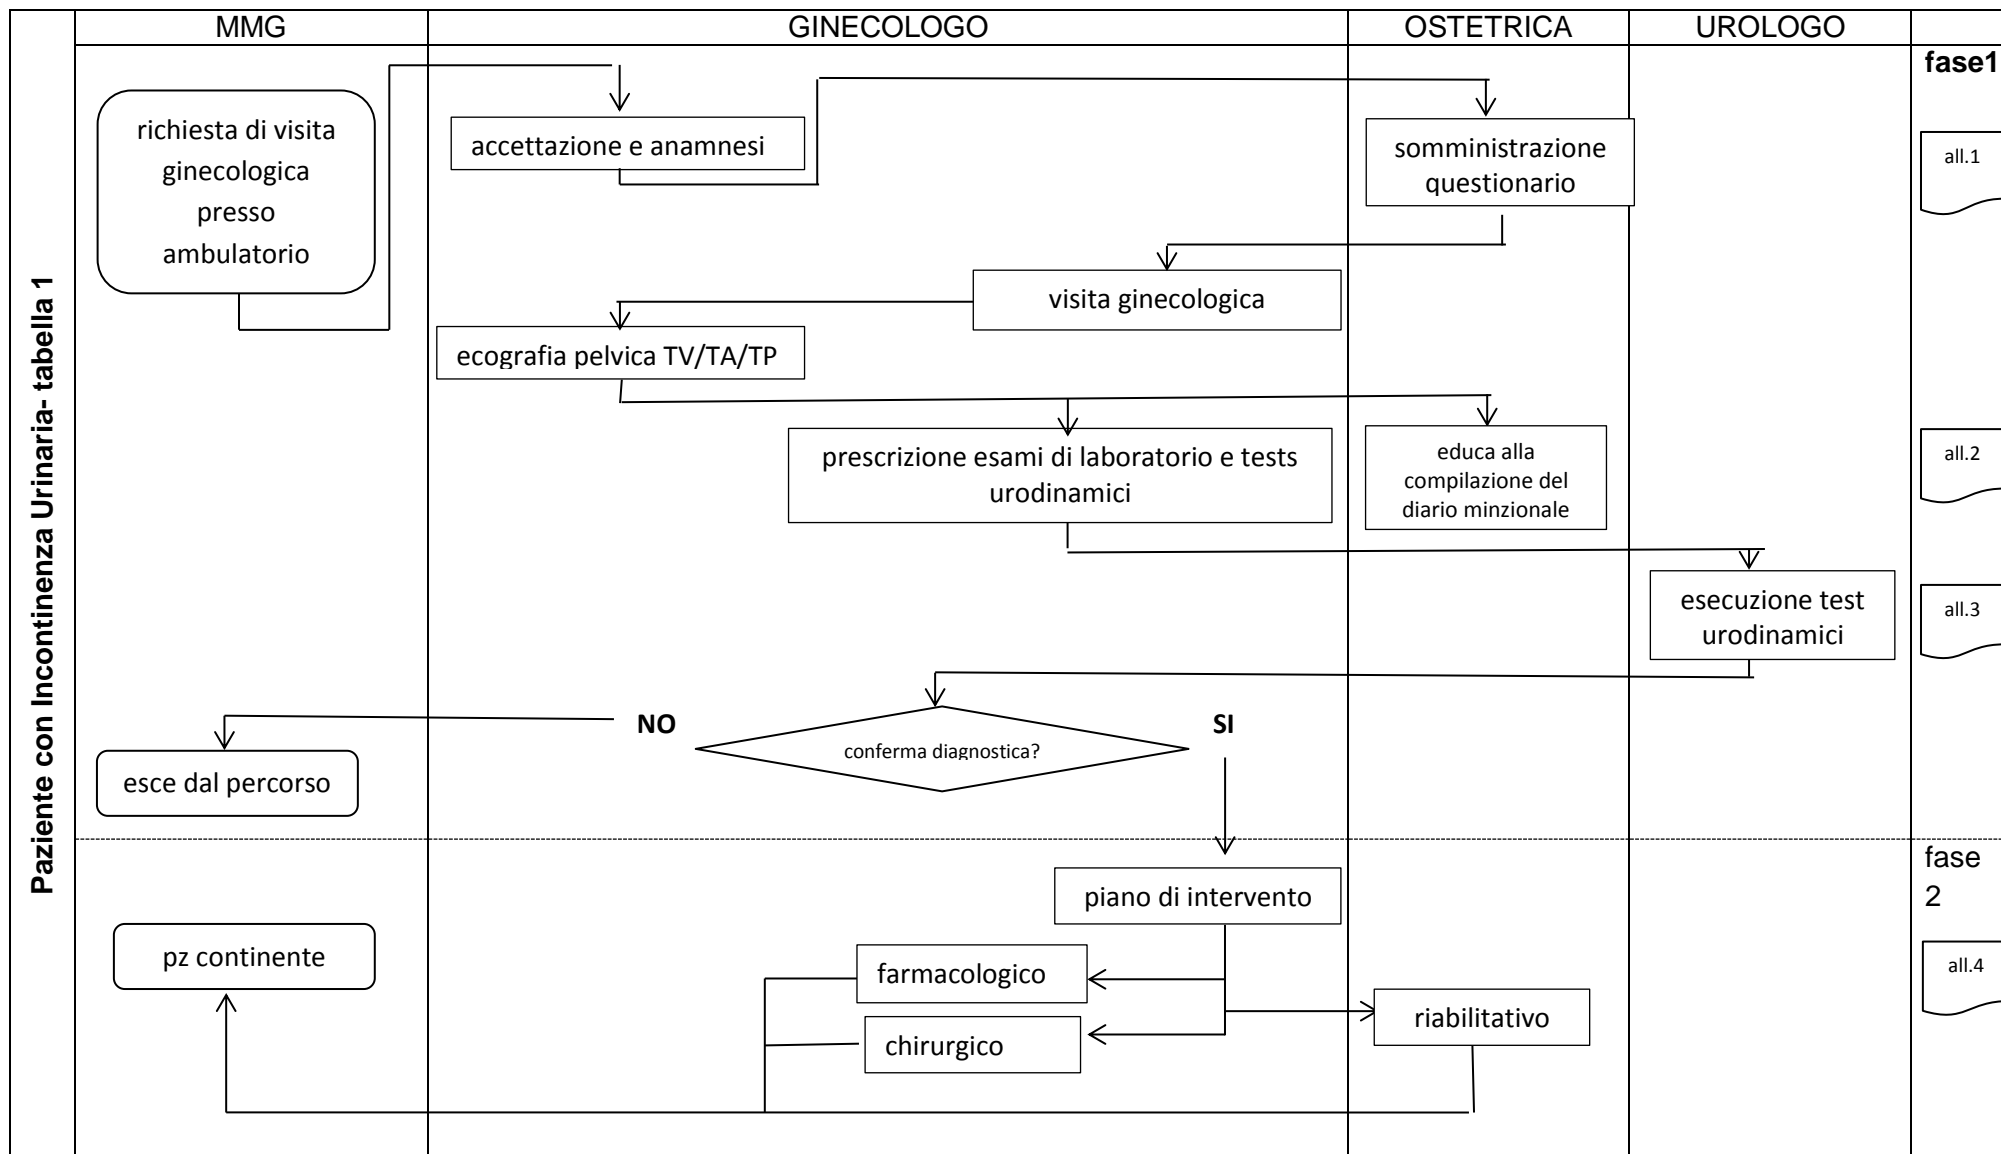 MMG
GINECOLOGO
OSTETRICA
UROLOGO
Paziente con Incontinenza Urinaria- tabella 1
fase1
richiesta di visita
ginecologica
presso
ambulatorio
accettazione e anamnesi
somministrazione
questionario
all.1
visita ginecologica
ecografia pelvica TV/TA/TP
prescrizione esami di laboratorio e tests
urodinamici
educa alla
compilazione del
diario minzionale
all.2
esecuzione test
urodinamici
all.3
NO
SI
conferma diagnostica?
esce dal percorso
fase
2
piano di intervento
pz continente
farmacologico
all.4
riabilitativo
chirurgico